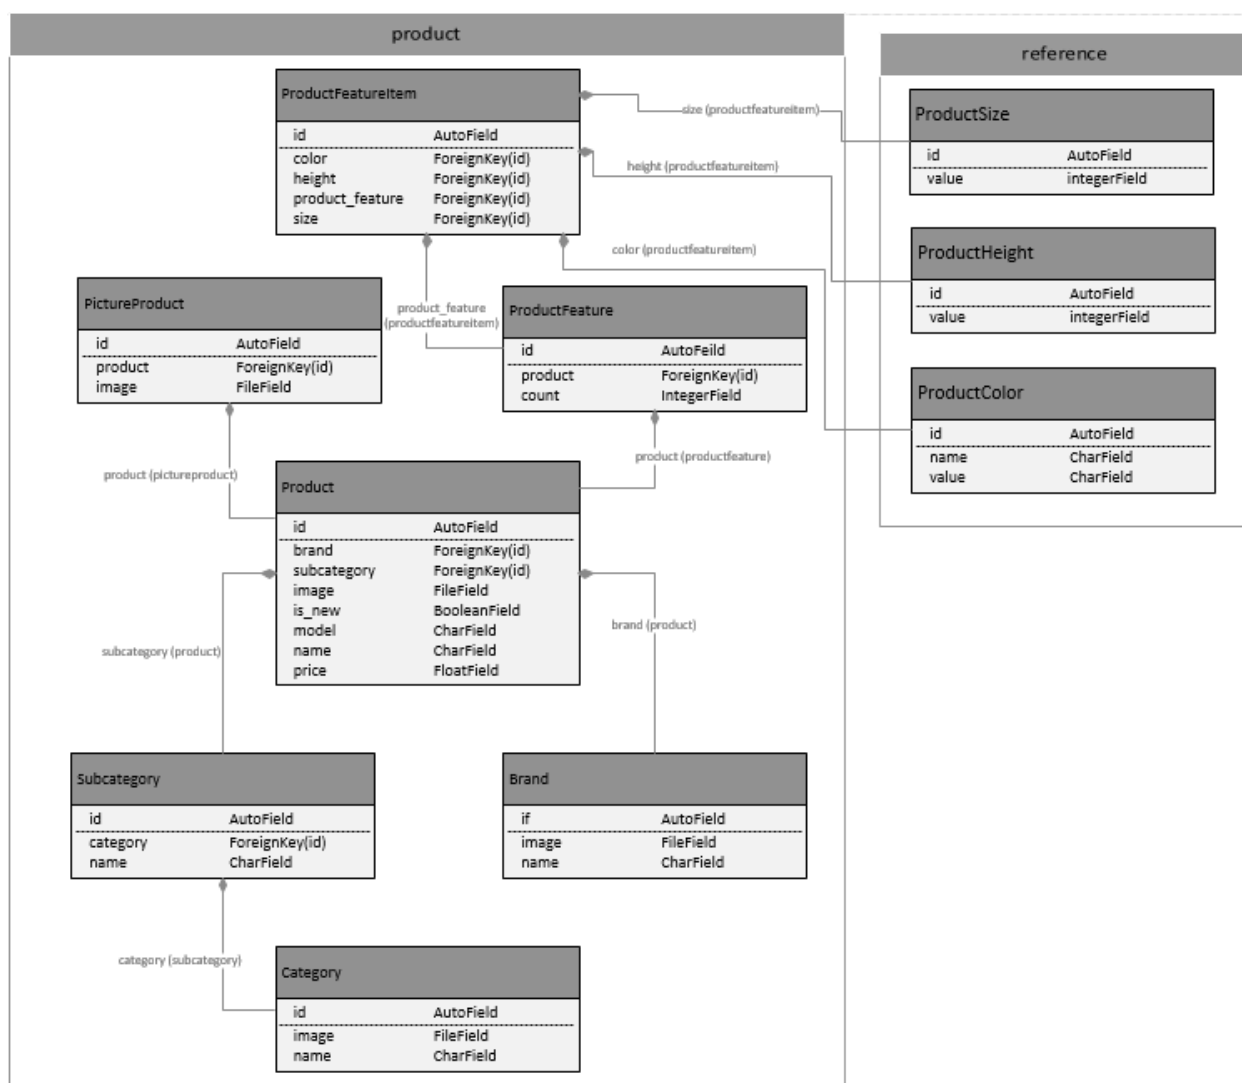 product
reference
ProductFeatureItem
id AutoField
color ForeignKey(id)
height ForeignKey(id)
product_feature ForeignKey(id)
size ForeignKey(id)
size (productfeatureitem)
height (productfeatureitem)
color (productfeatureitem)
product_feature
(productfeatureitem)
ProductSize
id AutoField
value integerField
ProductHeight
id AutoField
value integerField
ProductColor
id AutoField
name CharField
value CharField
PictureProduct
id AutoField
product ForeignKey(id)
image FileField
ProductFeature
id AutoFeild
product ForeignKey(id)
count IntegerField
product (pictureproduct)
product (productfeature)
Product
id AutoField
brand ForeignKey(id)
subcategory ForeignKey(id)
image FileField
is_new BooleanField
model CharField
name CharField
price FloatField
subcategory (product)
brand (product)
Subcategory
id AutoField
category ForeignKey(id)
name CharField
Brand
if AutoField
image FileField
name CharField
category (subcategory)
Category
id AutoField
image FileField
name CharField